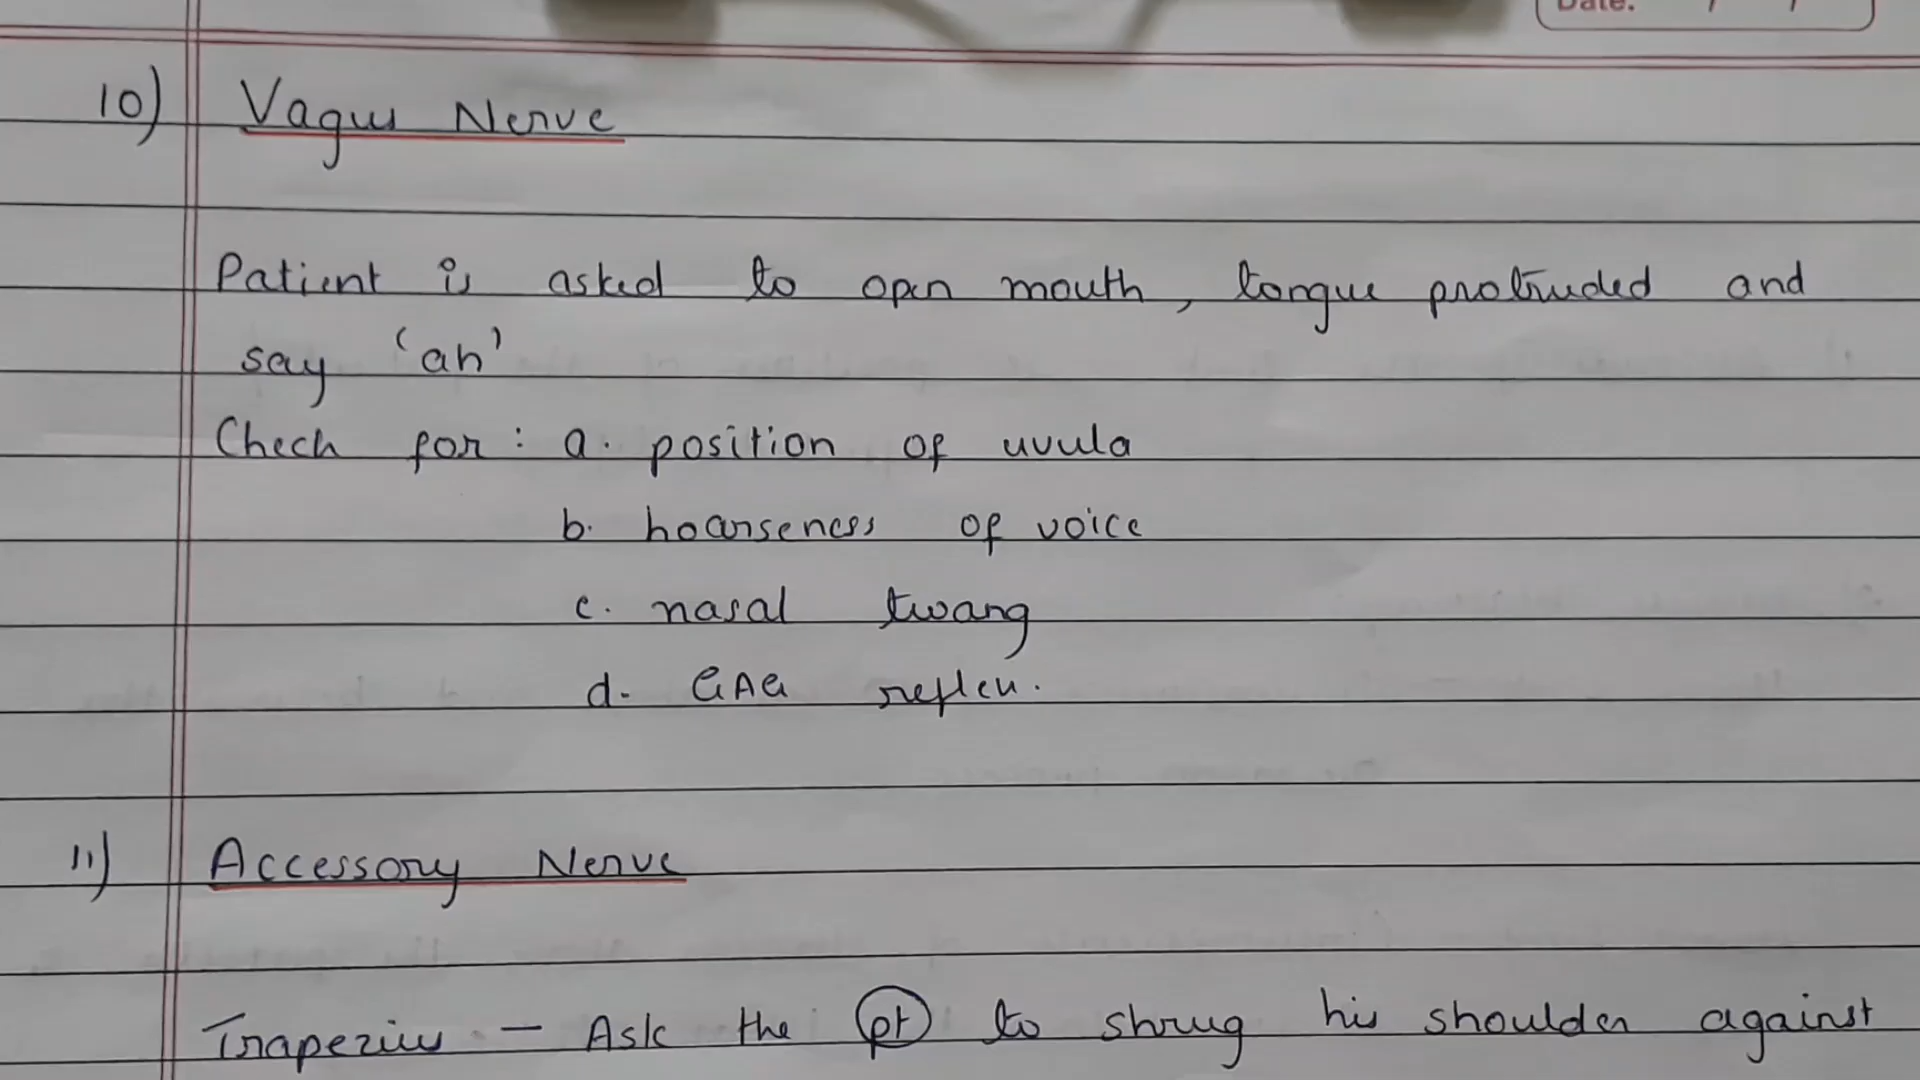 Date: / /
10) Vagus Nerve
Patient is asked to open mouth, tongue protruded and
say 'ah'
Check for: a. position of uvula
b. hoarseness of voice
c. nasal twang
d. GAG reflex.
11) Accessory Nerve
Trapezius - Ask the pt to shrug his shoulder against